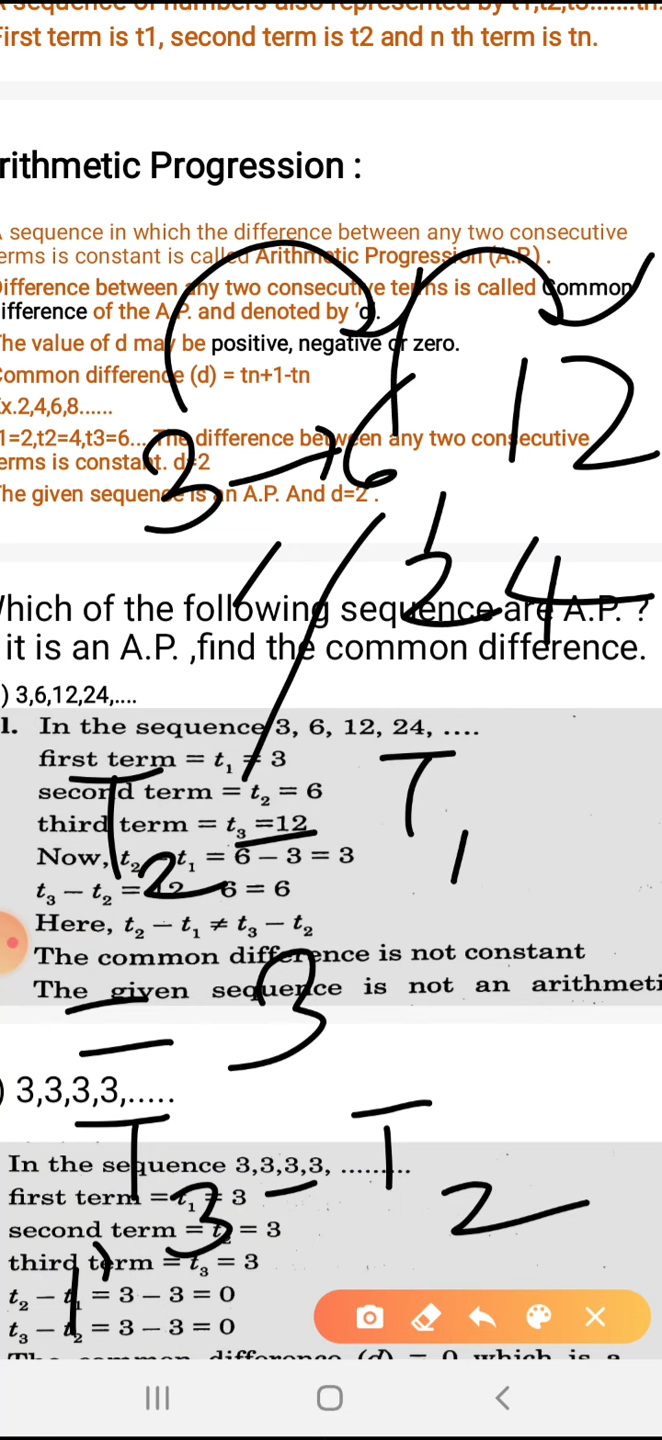 First term is t1, second term is t2 and n th term is tn.
rithmetic Progression :
sequence in which the difference between any two consecutive
erms is constant is called Arithmetic Progression (A.P.) .
ifference between any two consecutive terms is called Common
ifference of the A.P. and denoted by 'd'.
he value of d may be positive, negative or zero.
Common difference (d) = tn+1-tn
x.2,4,6,8......
1=2,t2=4,t3=6... The difference between any two consecutive
erms is constant. d=2
he given sequence is an A.P. And d=2 .
3 → 6 , 12
, 24
Which of the following sequence are A.P. ?
it is an A.P. ,find the common difference.
) 3,6,12,24,....
1. In the sequence 3, 6, 12, 24, ....
first term = t₁ = 3
second term = t₂ = 6
third term = t₃ =12
Now, t₂ - t₁ = 6 – 3 = 3
t₃ – t₂ = 12 - 6 = 6
Here, t₂ – t₁ ≠ t₃ – t₂
The common difference is not constant
The given sequence is not an arithmeti
T2 T1
= 3
) 3,3,3,3,.....
T3 - T2
In the sequence 3,3,3,3, ..........
first term = t₁ = 3
second term = t₂ = 3
third term = t₃ = 3
t₂ – t₁ = 3 – 3 = 0
t₃ – t₂ = 3 – 3 = 0